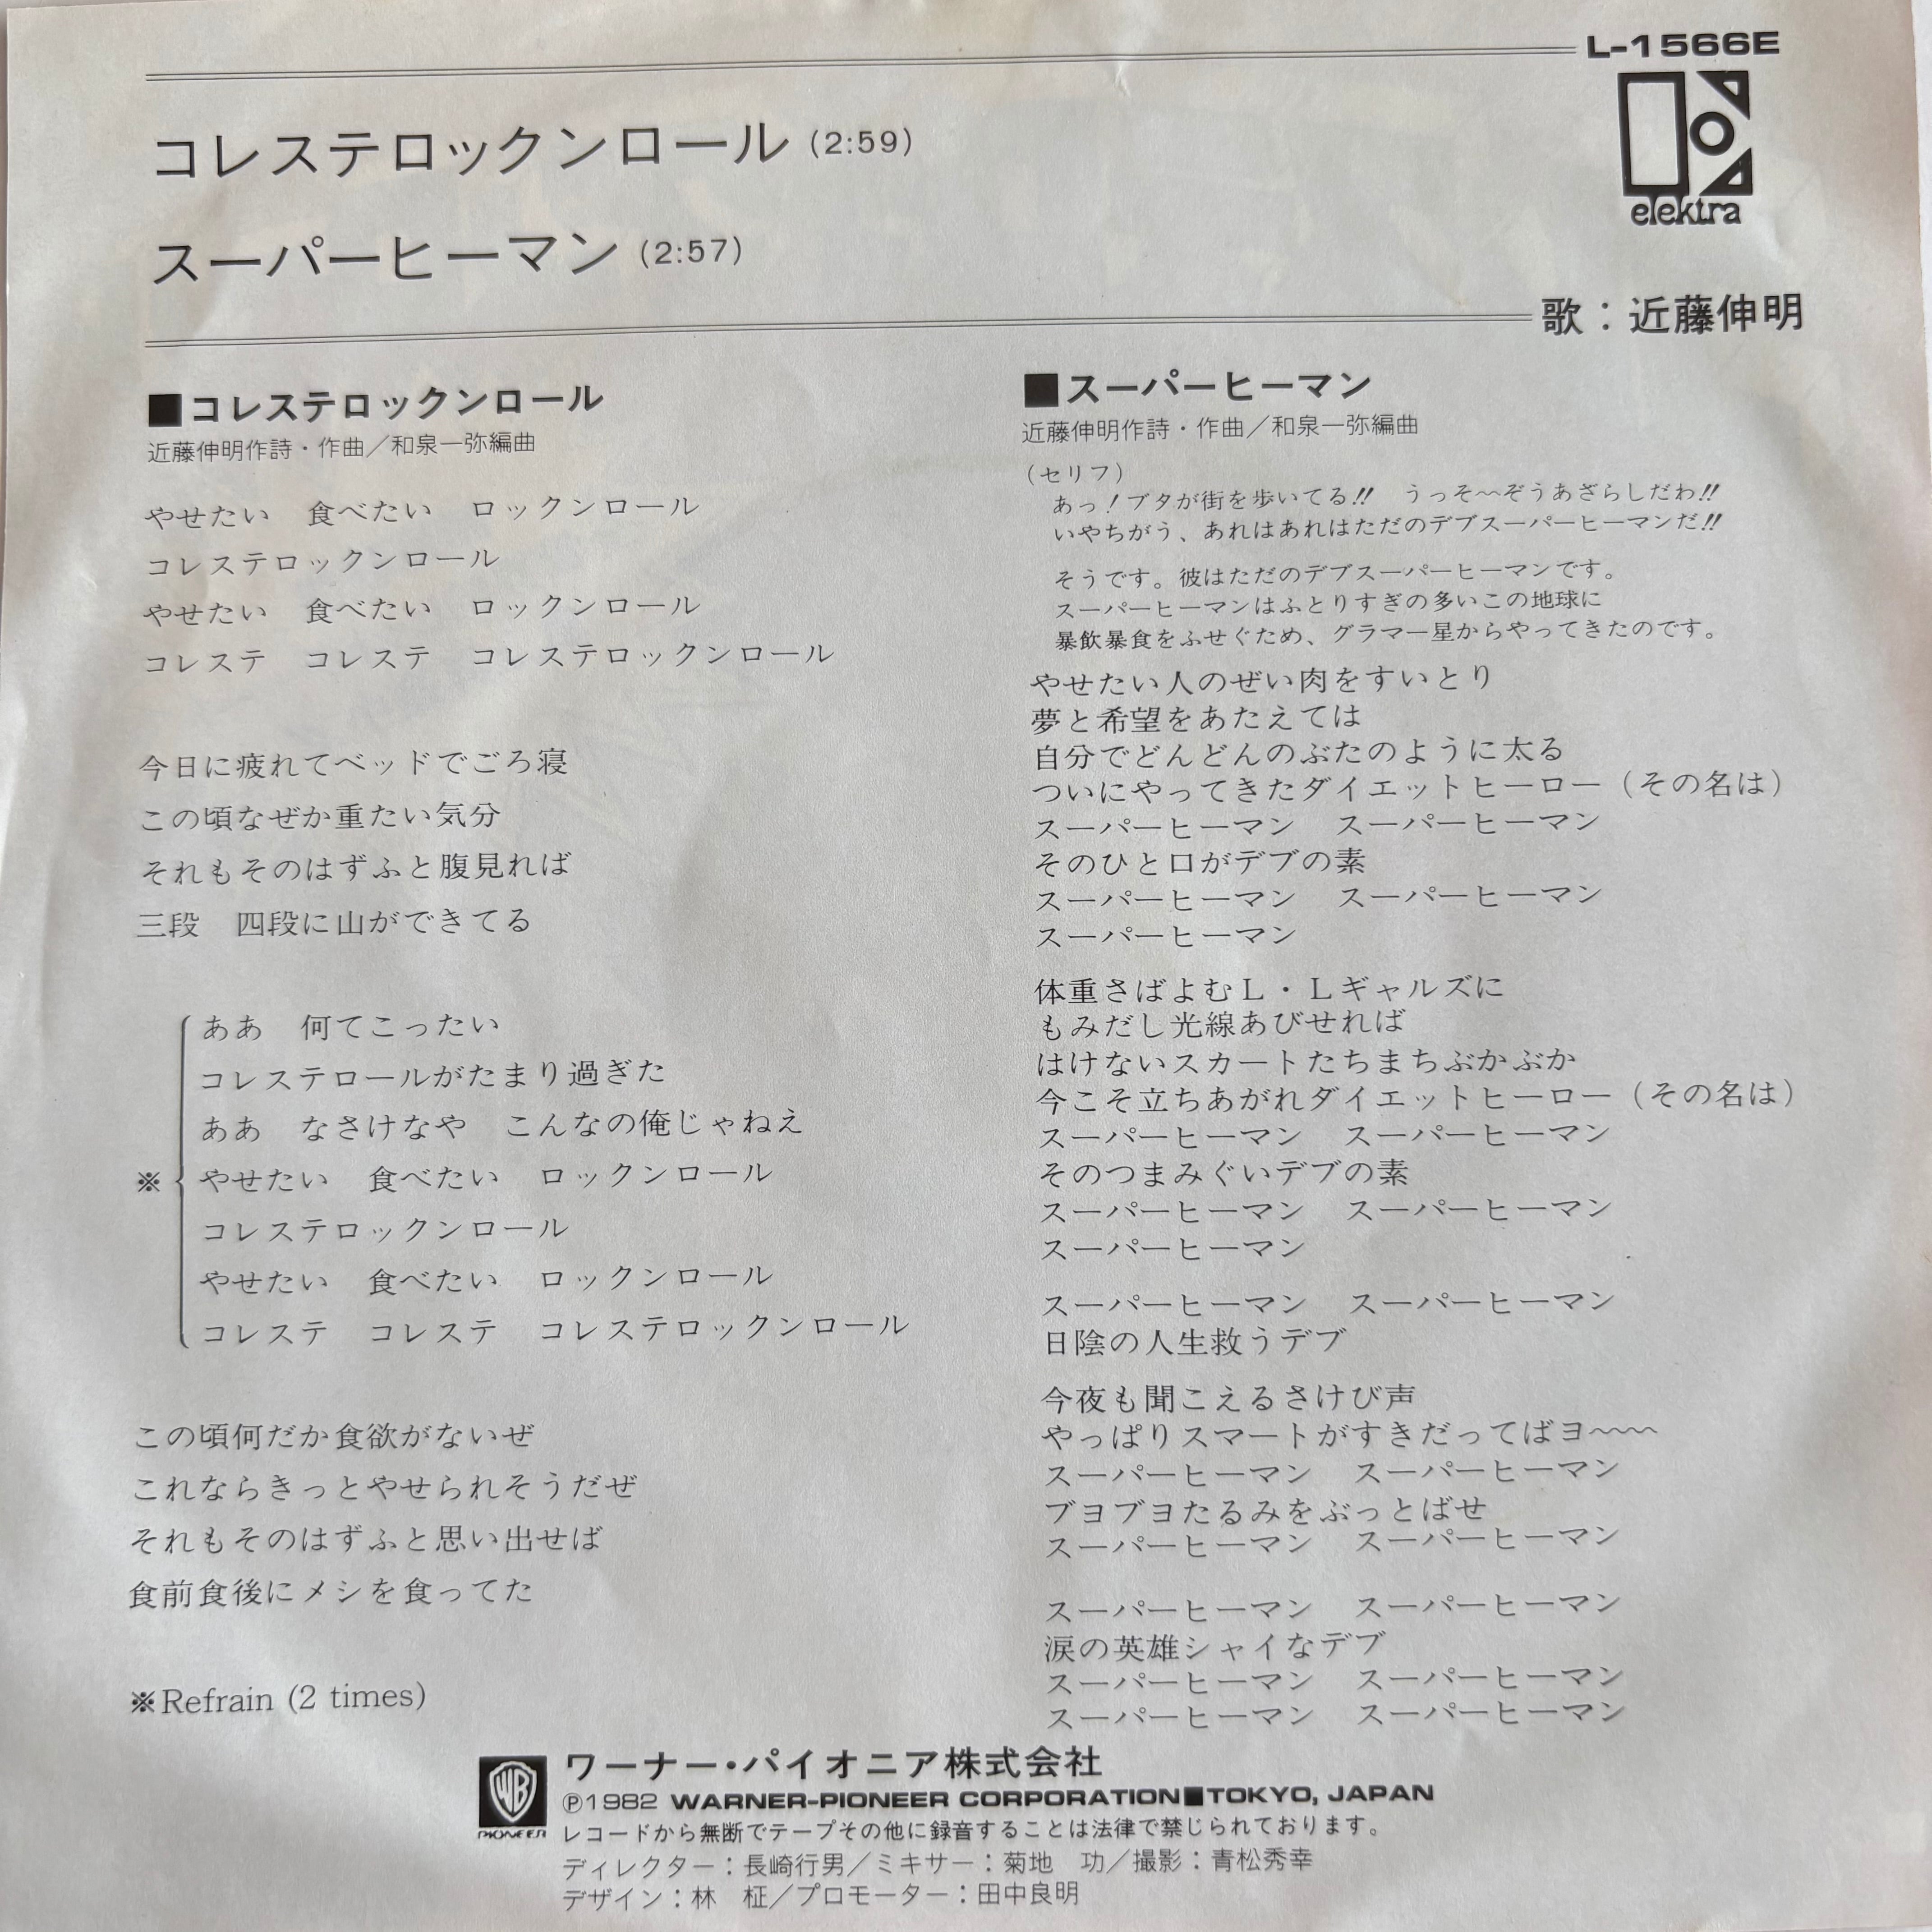 L-1566E
elektra
コレステロックンロール (2:59)
スーパーヒーマン (2:57)
歌：近藤伸明
■コレステロックンロール
近藤伸明作詩・作曲／和泉一弥編曲
やせたい　食べたい　ロックンロール
コレステロックンロール
やせたい　食べたい　ロックンロール
コレステ　コレステ　コレステロックンロール
今日に疲れてベッドでごろ寝
この頃なぜか重たい気分
それもそのはずふと腹見れば
三段　四段に山ができてる
ああ　何てこったい
コレステロールがたまり過ぎた
ああ　なさけなや　こんなの俺じゃねえ
※ やせたい　食べたい　ロックンロール
コレステロックンロール
やせたい　食べたい　ロックンロール
コレステ　コレステ　コレステロックンロール
この頃何だか食欲がないぜ
これならきっとやせられそうだぜ
それもそのはずふと思い出せば
食前食後にメシを食ってた
※Refrain (2 times)
■スーパーヒーマン
近藤伸明作詩・作曲／和泉一弥編曲
（セリフ）
あっ！ブタが街を歩いてる!!　うっそ〜ぞうあざらしだわ!!
いやちがう、あれはあれはただのデブスーパーヒーマンだ!!
そうです。彼はただのデブスーパーヒーマンです。
スーパーヒーマンはふとりすぎの多いこの地球に
暴飲暴食をふせぐため、グラマー星からやってきたのです。
やせたい人のぜい肉をすいとり
夢と希望をあたえては
自分でどんどんのぶたのように太る
ついにやってきたダイエットヒーロー（その名は）
スーパーヒーマン　スーパーヒーマン
そのひと口がデブの素
スーパーヒーマン　スーパーヒーマン
スーパーヒーマン
体重さばよむL・Lギャルズに
もみだし光線あびせれば
はけないスカートたちまちぶかぶか
今こそ立ちあがれダイエットヒーロー（その名は）
スーパーヒーマン　スーパーヒーマン
そのつまみぐいデブの素
スーパーヒーマン　スーパーヒーマン
スーパーヒーマン
スーパーヒーマン　スーパーヒーマン
日陰の人生救うデブ
今夜も聞こえるさけび声
やっぱりスマートがすきだってばヨ〜〜
スーパーヒーマン　スーパーヒーマン
ブヨブヨたるみをぶっとばせ
スーパーヒーマン　スーパーヒーマン
スーパーヒーマン　スーパーヒーマン
涙の英雄シャイなデブ
スーパーヒーマン　スーパーヒーマン
スーパーヒーマン　スーパーヒーマン
WB
PIONEER
ワーナー・パイオニア株式会社
Ⓟ1982 WARNER-PIONEER CORPORATION■TOKYO, JAPAN
レコードから無断でテープその他に録音することは法律で禁じられております。
ディレクター：長崎行男／ミキサー：菊地　功／撮影：青松秀幸
デザイン：林　柾／プロモーター：田中良明